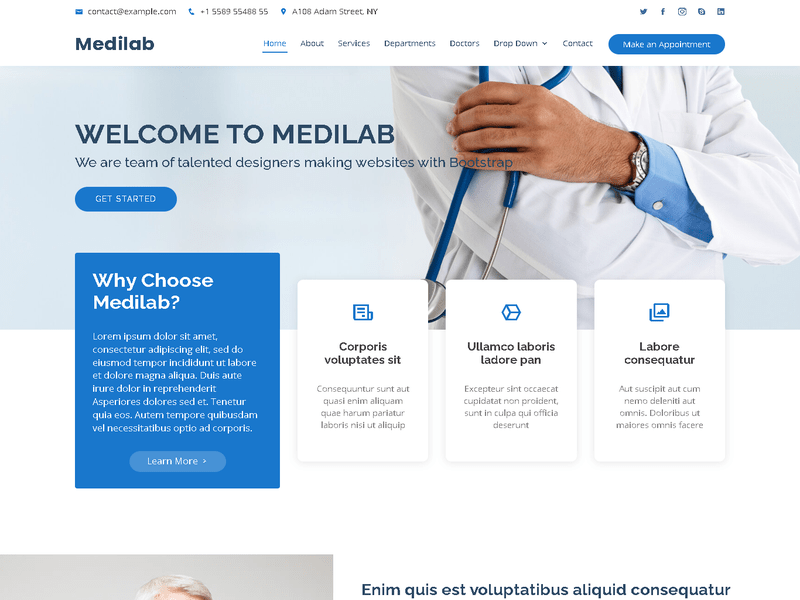 contact@example.com +1 5589 55488 55 A108 Adam Street, NY
Medilab
Home About Services Departments Doctors Drop Down Contact Make an Appointment
WELCOME TO MEDILAB
We are team of talented designers making websites with Bootstrap
GET STARTED
Why Choose
Medilab?
Lorem ipsum dolor sit amet,
consectetur adipiscing elit, sed do
eiusmod tempor incididunt ut labore
et dolore magna aliqua. Duis aute
irure dolor in reprehenderit
Asperiores dolores sed et. Tenetur
quia eos. Autem tempore quibusdam
vel necessitatibus optio ad corporis.
Learn More
Corporis
voluptates sit
Consequuntur sunt aut
quasi enim aliquam
quae harum pariatur
laboris nisi ut aliquip
Ullamco laboris
ladore pan
Excepteur sint occaecat
cupidatat non proident,
sunt in culpa qui officia
deserunt
Labore
consequatur
Aut suscipit aut cum
nemo deleniti aut
omnis. Doloribus ut
maiores omnis facere
Enim quis est voluptatibus aliquid consequatur